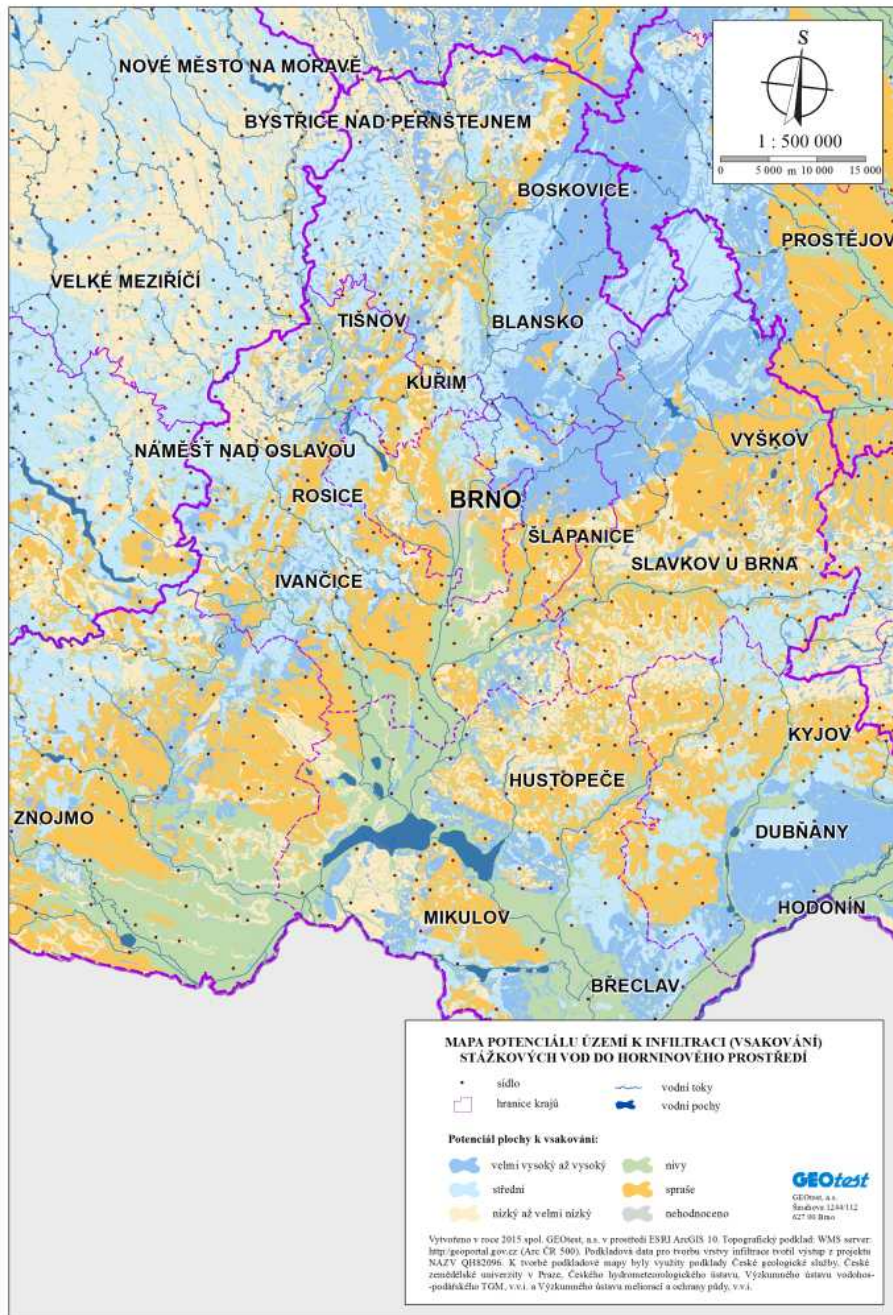 S
1 : 500 000
0 5 000 m 10 000 15 000
NOVÉ MĚSTO NA MORAVĚ
BYSTŘICE NAD PERNŠTEJNEM
BOSKOVICE
PROSTĚJOV
VELKÉ MEZIŘÍČÍ
TIŠNOV
BLANSKO
KUŘIM
NÁMĚŠŤ NAD OSLAVOU
VYŠKOV
ROSICE
BRNO
ŠLAPANICE
SLAVKOV U BRNA
IVANČICE
KYJOV
HUSTOPEČE
ZNOJMO
DUBŇANY
HODONÍN
MIKULOV
BŘECLAV
MAPA POTENCIÁLU ÚZEMÍ K INFILTRACI (VSAKOVÁNÍ)
STÁŽKOVÝCH VOD DO HORNINOVÉHO PROSTŘEDÍ
sídlo
vodní toky
hranice krajů
vodní pochy
Potenciál plochy k vsakování:
velmi vysoký až vysoký
nivy
střední
spraše
nízký až velmi nízký
nehodnoceno
GEOtest
GEOtest, a.s.
Šmahova 1244/112
627 00 Brno
Vytvořeno v roce 2015 spol. GEOtest, a.s. v prostředí ESRI ArcGIS 10. Topografický podklad: WMS server:
http:/geoportal.gov.cz (Arc ČR 500). Podkladová data pro tvorbu vrstvy infiltrace tvořil výstup z projektu
NAZV QH82096. K tvorbě podkladové mapy byly využity podklady České geologické služby, České
zemědělské univerzity v Praze, Českého hydrometeorologického ústavu, Výzkumného ústavu vodohos-
-podářského TGM, v.v.i. a Výzkumného ústavu meliorací a ochrany půdy, v.v.i.